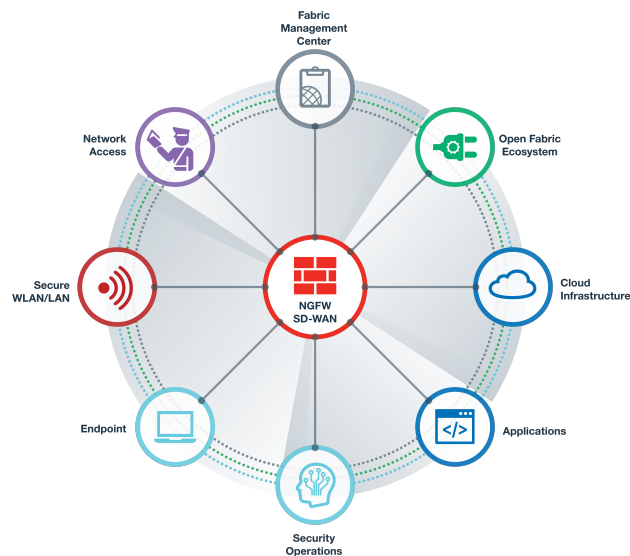 Fabric
Management
Center
Network
Access
Open Fabric
Ecosystem
Secure
WLAN/LAN
NGFW
SD-WAN
Cloud
Infrastructure
Endpoint
</>
Applications
Security
Operations